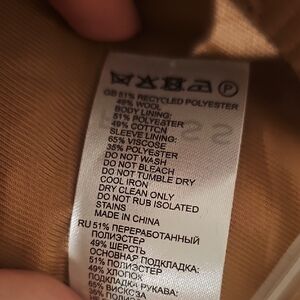 P
GB 51% RECYCLED POLYESTER
49% WOOL
BODY LINING:
51% POLYESTER
49% COTTON
SLEEVE LINING:
65% VISCOSE
35% POLYESTER
DO NOT WASH
DO NOT BLEACH
DO NOT TUMBLE DRY
COOL IRON
DRY CLEAN ONLY
DO NOT RUB ISOLATED
STAINS
MADE IN CHINA
RU 51% ПЕРЕРАБОТАННЫЙ
ПОЛИЭСТЕР
49% ШЕРСТЬ
ОСНОВНАЯ ПОДКЛАДКА:
51% ПОЛИЭСТЕР
49% ХЛОПОК
ПОДКЛАДКА РУКАВА:
65% ВИСКОЗА